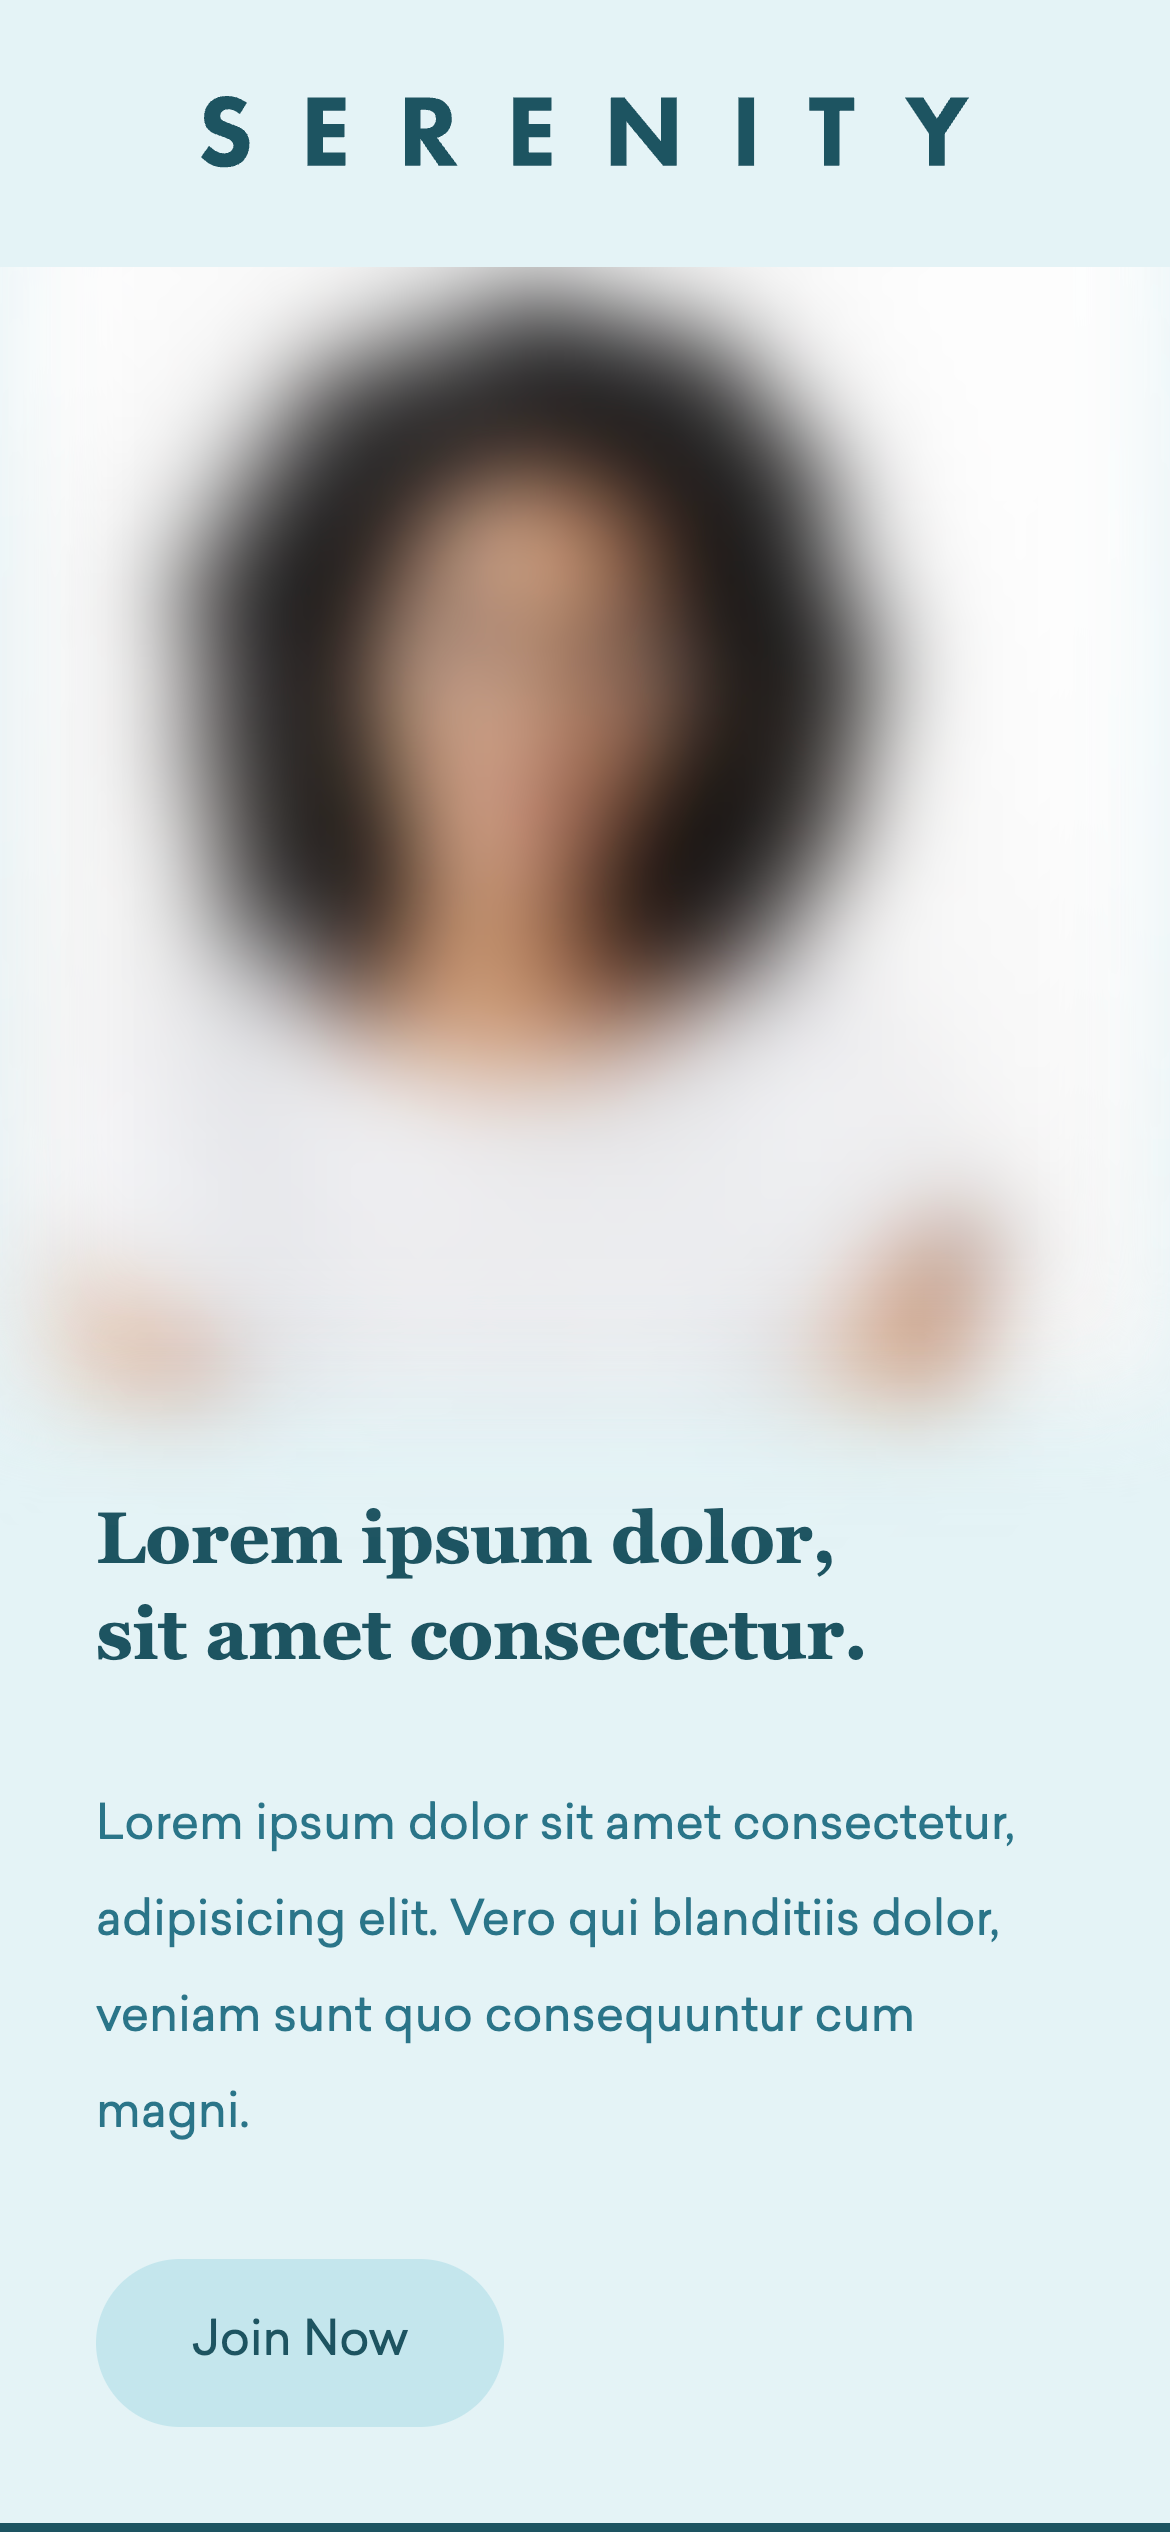 SERENITY
Lorem ipsum dolor,
sit amet consectetur.
Lorem ipsum dolor sit amet consectetur,
adipisicing elit. Vero qui blanditiis dolor,
veniam sunt quo consequuntur cum
magni.
Join Now